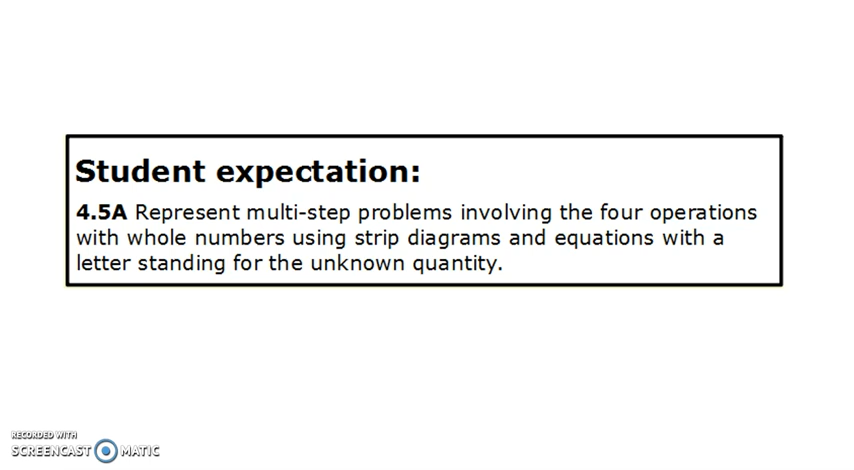 Student expectation:
4.5A Represent multi-step problems involving the four operations
with whole numbers using strip diagrams and equations with a
letter standing for the unknown quantity.
RECORDED WITH
SCREENCAST MATIC